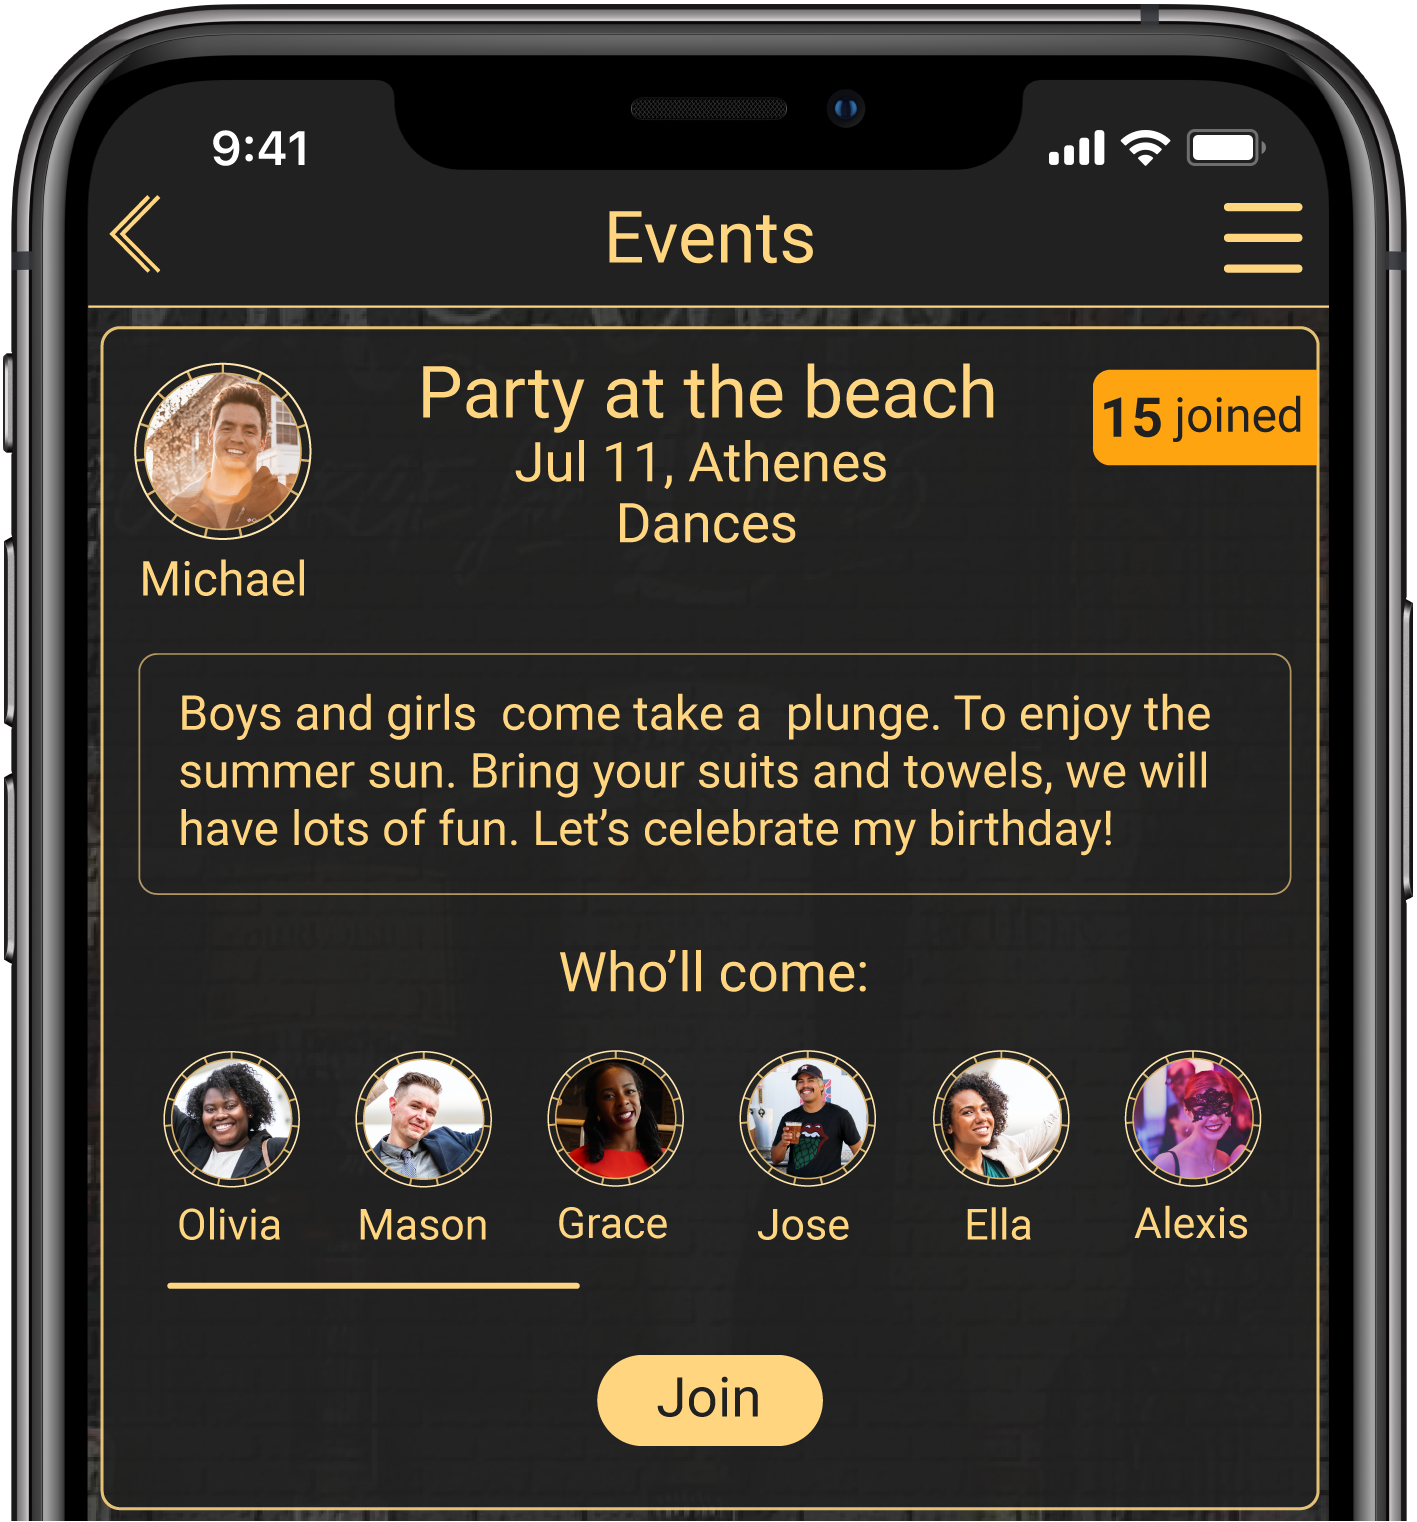 9:41
Events
Party at the beach
15 joined
Jul 11, Athenes
Dances
Michael
Boys and girls  come take a  plunge. To enjoy the
summer sun. Bring your suits and towels, we will
have lots of fun. Let’s celebrate my birthday!
Who’ll come:
Olivia Mason Grace Jose Ella Alexis
Join